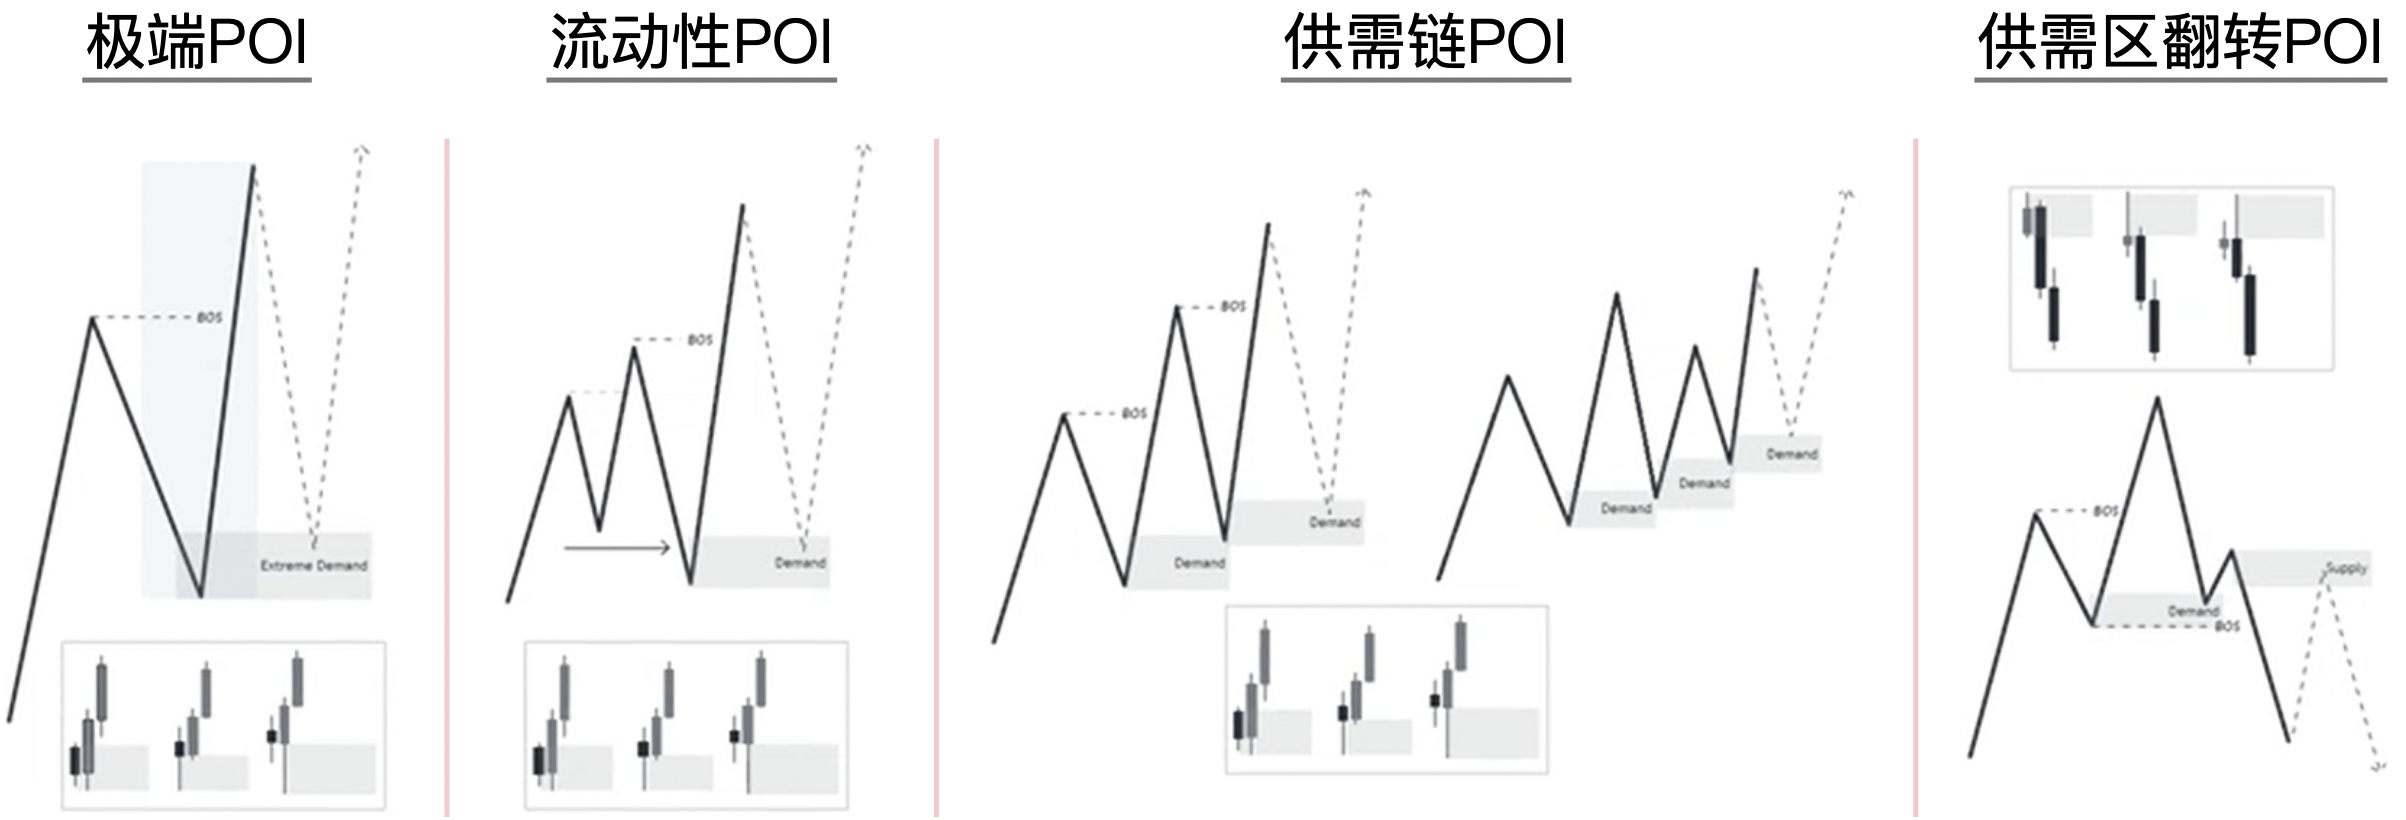 极端POI
流动性POI
供需链POI
供需区翻转POI
BOS
Extreme Demand
BOS
Demand
BOS
BOS
Demand
Demand
Demand
Demand
Demand
BOS
Supply
Demand
BOS